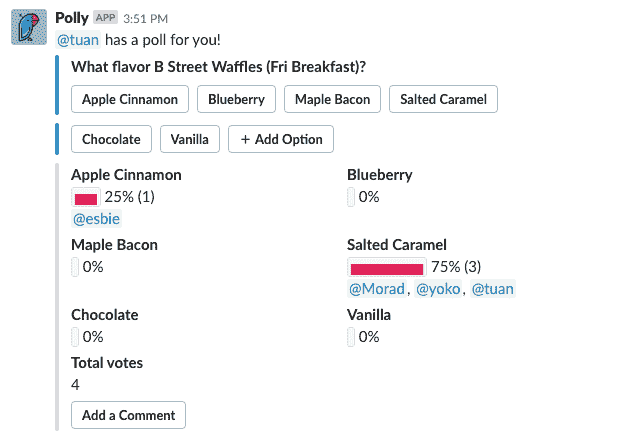 Polly APP 3:51 PM
@tuan has a poll for you!
What flavor B Street Waffles (Fri Breakfast)?
Apple Cinnamon Blueberry Maple Bacon Salted Caramel
Chocolate Vanilla + Add Option
Apple Cinnamon Blueberry
25% (1) 0%
@esbie
Maple Bacon Salted Caramel
0% 75% (3)
@Morad, @yoko, @tuan
Chocolate Vanilla
0% 0%
Total votes
4
Add a Comment